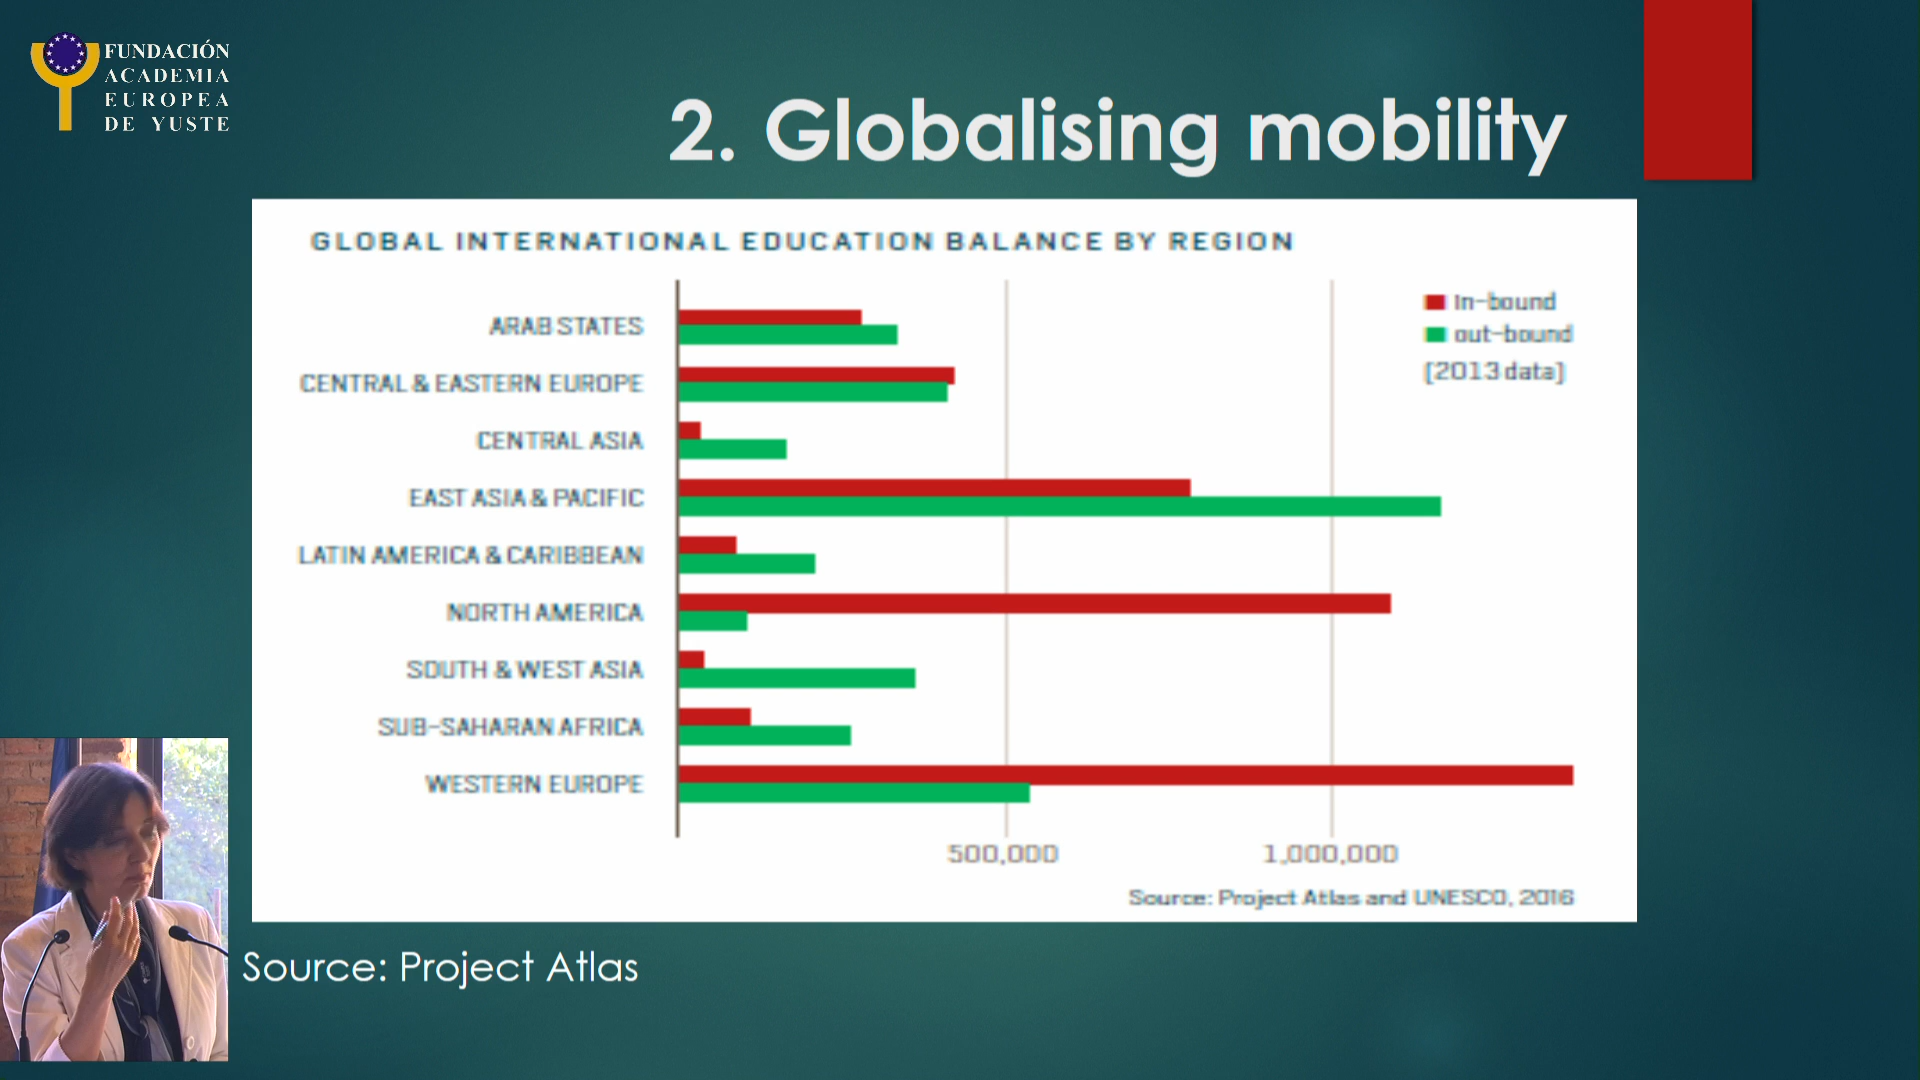 FUNDACIÓN
ACADEMIA
EUROPEA
DE YUSTE
2. Globalising mobility
GLOBAL INTERNATIONAL EDUCATION BALANCE BY REGION
In-bound
out-bound
[2013 data]
ARAB STATES
CENTRAL & EASTERN EUROPE
CENTRAL ASIA
EAST ASIA & PACIFIC
LATIN AMERICA & CARIBBEAN
NORTH AMERICA
SOUTH & WEST ASIA
SUB-SAHARAN AFRICA
WESTERN EUROPE
500,000
1,000,000
Source: Project Atlas and UNESCO, 2016
Source: Project Atlas